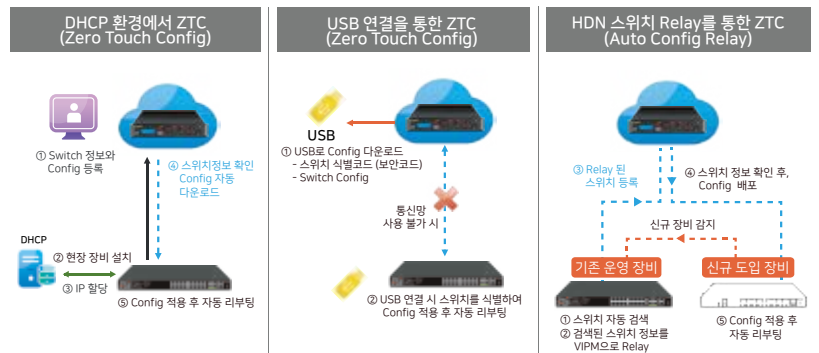 DHCP 환경에서 ZTC
(Zero Touch Config)
① Switch 정보와
Config 등록
④ 스위치정보 확인
Config 자동
다운로드
DHCP
② 현장 장비 설치
③ IP 할당
⑤ Config 적용 후 자동 리부팅
USB 연결을 통한 ZTC
(Zero Touch Config)
USB
① USB로 Config 다운로드
- 스위치 식별코드 (보안코드)
- Switch Config
통신망
사용 불가 시
② USB 연결 시 스위치를 식별하여
Config 적용 후 자동 리부팅
HDN 스위치 Relay를 통한 ZTC
(Auto Config Relay)
③ Relay 된
스위치 등록
④ 스위치 정보 확인 후,
Config 배포
신규 장비 감지
기존 운영 장비
신규 도입 장비
① 스위치 자동 검색
② 검색된 스위치 정보를
VIPM으로 Relay
⑤ Config 적용 후
자동 리부팅